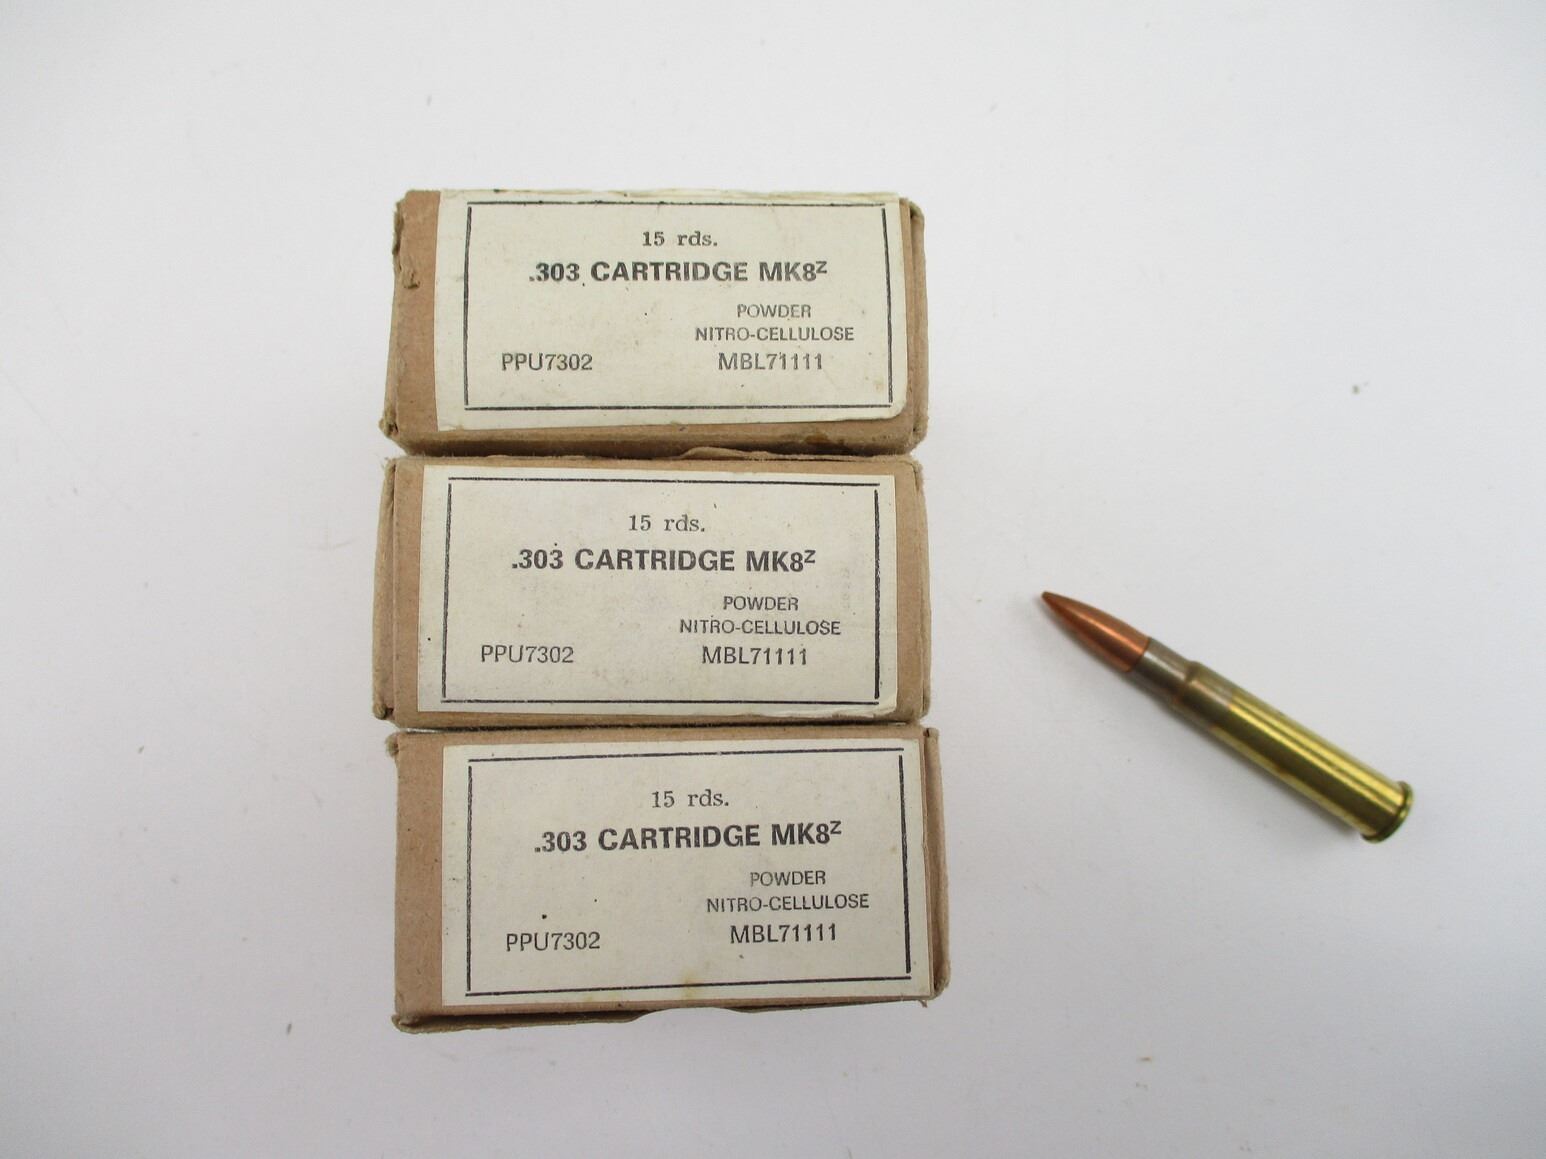 15 rds.
.303 CARTRIDGE MK8ᶻ
POWDER
NITRO-CELLULOSE
PPU7302 MBL71111
15 rds.
.303 CARTRIDGE MK8ᶻ
POWDER
NITRO-CELLULOSE
PPU7302 MBL71111
15 rds.
.303 CARTRIDGE MK8ᶻ
POWDER
NITRO-CELLULOSE
PPU7302 MBL71111